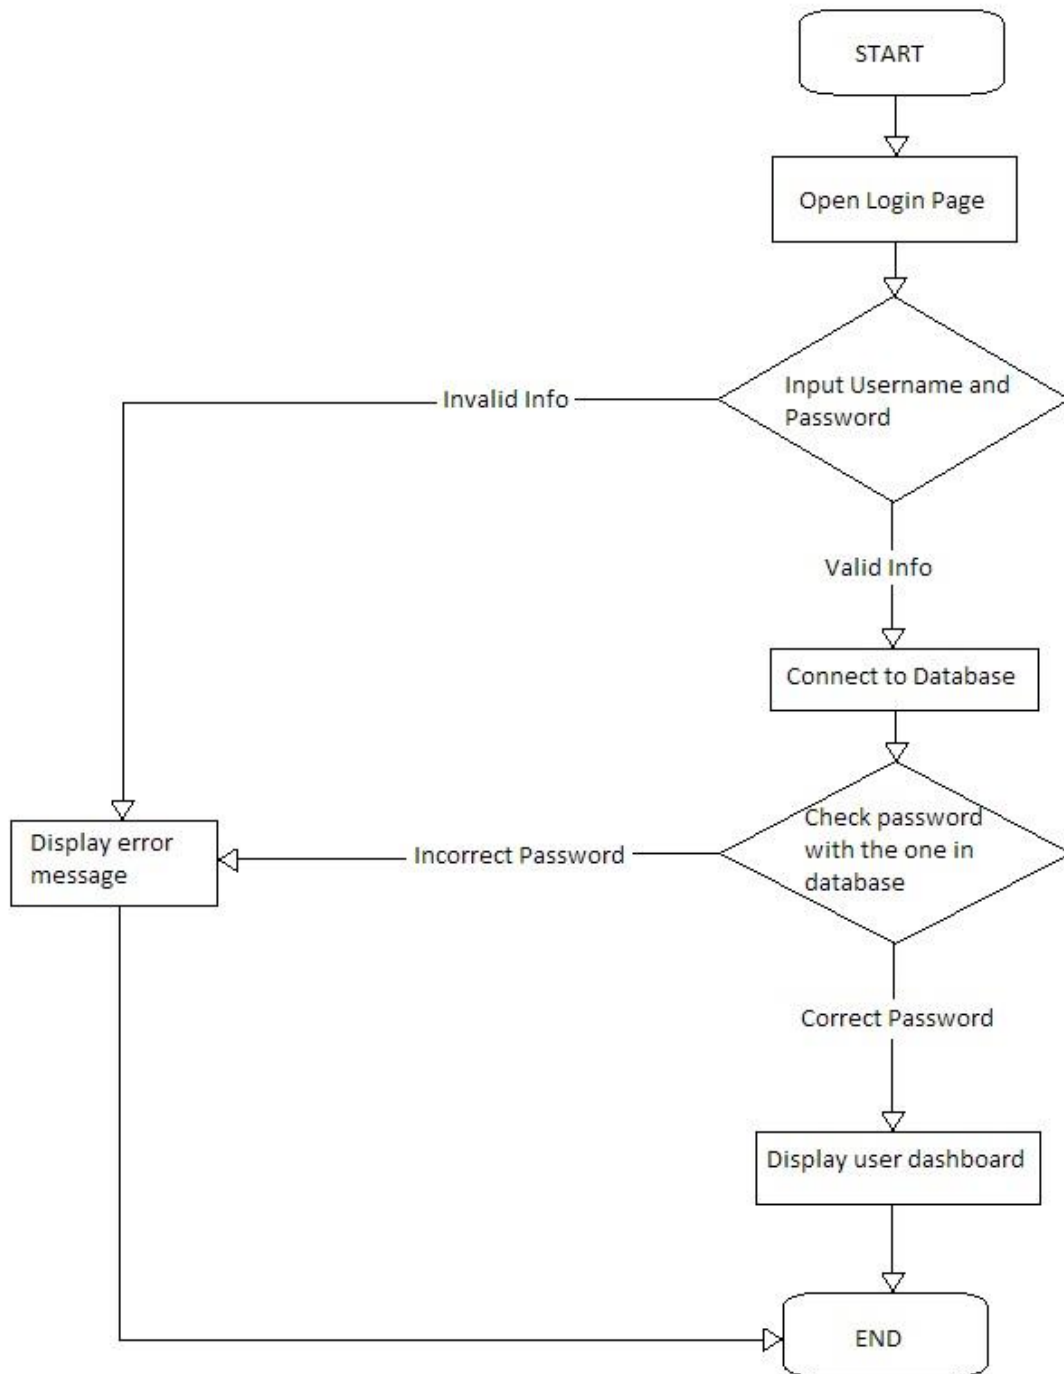 START
Open Login Page
Input Username and
Password
Invalid Info
Valid Info
Connect to Database
Check password
with the one in
database
Incorrect Password
Display error
message
Correct Password
Display user dashboard
END